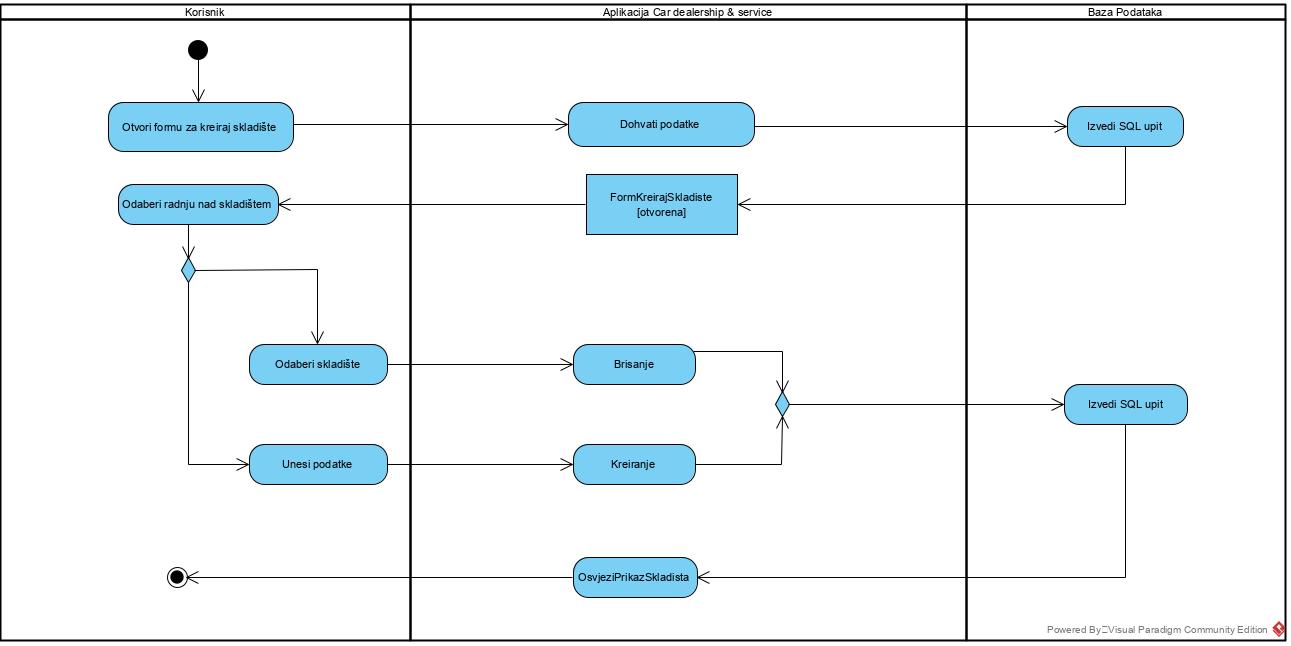 Korisnik
Aplikacija Car dealership & service
Baza Podataka
Otvori formu za kreiraj skladište
Dohvati podatke
Izvedi SQL upit
Odaberi radnju nad skladištem
FormKreirajSkladiste
[otvorena]
Odaberi skladište
Brisanje
Izvedi SQL upit
Unesi podatke
Kreiranje
OsvjeziPrikazSkladista
Powered By Visual Paradigm Community Edition